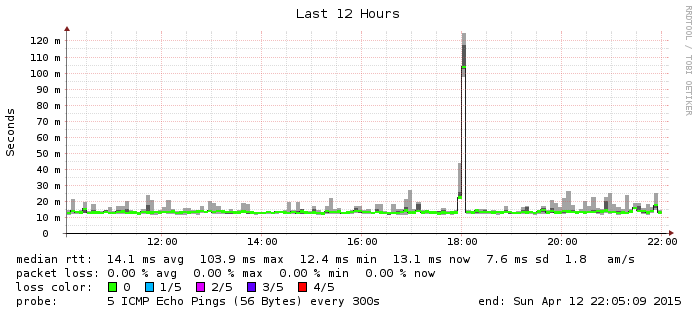 Last 12 Hours
RRDTOOL / TOBI OETIKER
Seconds
120 m
110 m
100 m
90 m
80 m
70 m
60 m
50 m
40 m
30 m
20 m
10 m
0
12:00 14:00 16:00 18:00 20:00 22:00
median rtt: 14.1 ms avg 103.9 ms max 12.4 ms min 13.1 ms now 7.6 ms sd 1.8 am/s
packet loss: 0.00 % avg 0.00 % max 0.00 % min 0.00 % now
loss color: 0 1/5 2/5 3/5 4/5
probe: 5 ICMP Echo Pings (56 Bytes) every 300s end: Sun Apr 12 22:05:09 2015